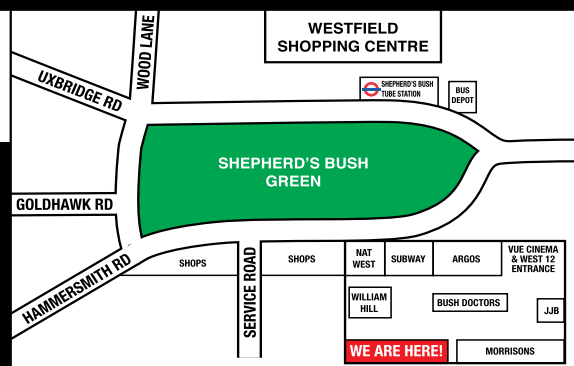 WESTFIELD
SHOPPING CENTRE
WOOD LANE
UXBRIDGE RD
SHEPHERD'S BUSH
TUBE STATION
BUS
DEPOT
SHEPHERD'S BUSH
GREEN
GOLDHAWK RD
HAMMERSMITH RD
SHOPS
SERVICE ROAD
SHOPS
NAT
WEST
SUBWAY
ARGOS
VUE CINEMA
& WEST 12
ENTRANCE
WILLIAM
HILL
BUSH DOCTORS
JJB
WE ARE HERE!
MORRISONS